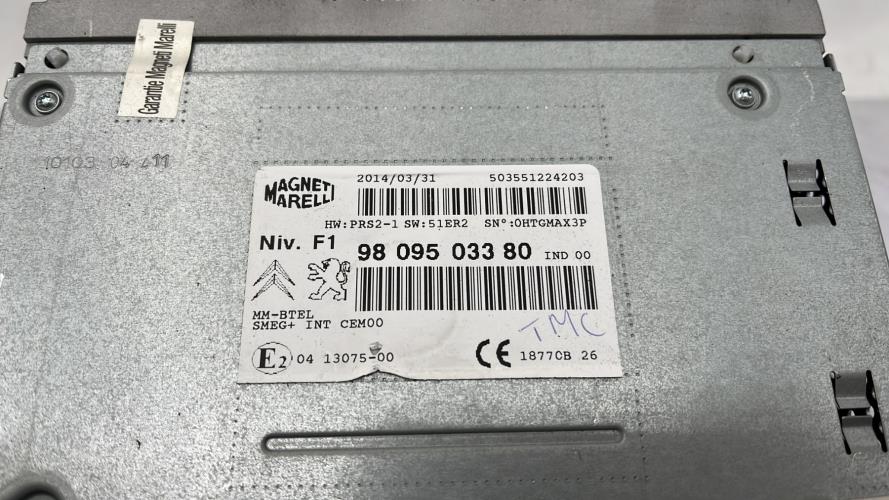 Garantie Magneti Marelli
10103 04 411
MAGNETI
MARELLI
2014/03/31 503551224203
HW:PRS2-1 SW:51ER2 SN°:0HTGMAX3P
Niv. F1
98 095 033 80 IND 00
MM-BTEL
SMEG+ INT CEM00
TMC
E2 04 13075-00
CE 1877CB 26